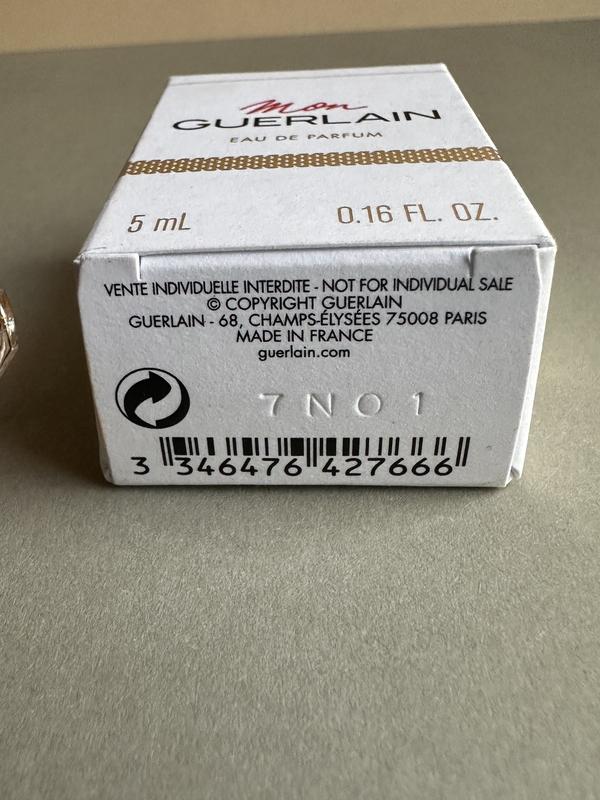 Mon
GUERLAIN
EAU DE PARFUM
5 mL 0.16 FL. OZ.
VENTE INDIVIDUELLE INTERDITE - NOT FOR INDIVIDUAL SALE
© COPYRIGHT GUERLAIN
GUERLAIN - 68, CHAMPS-ÉLYSÉES 75008 PARIS
MADE IN FRANCE
guerlain.com
7NO1
3 346476 427666